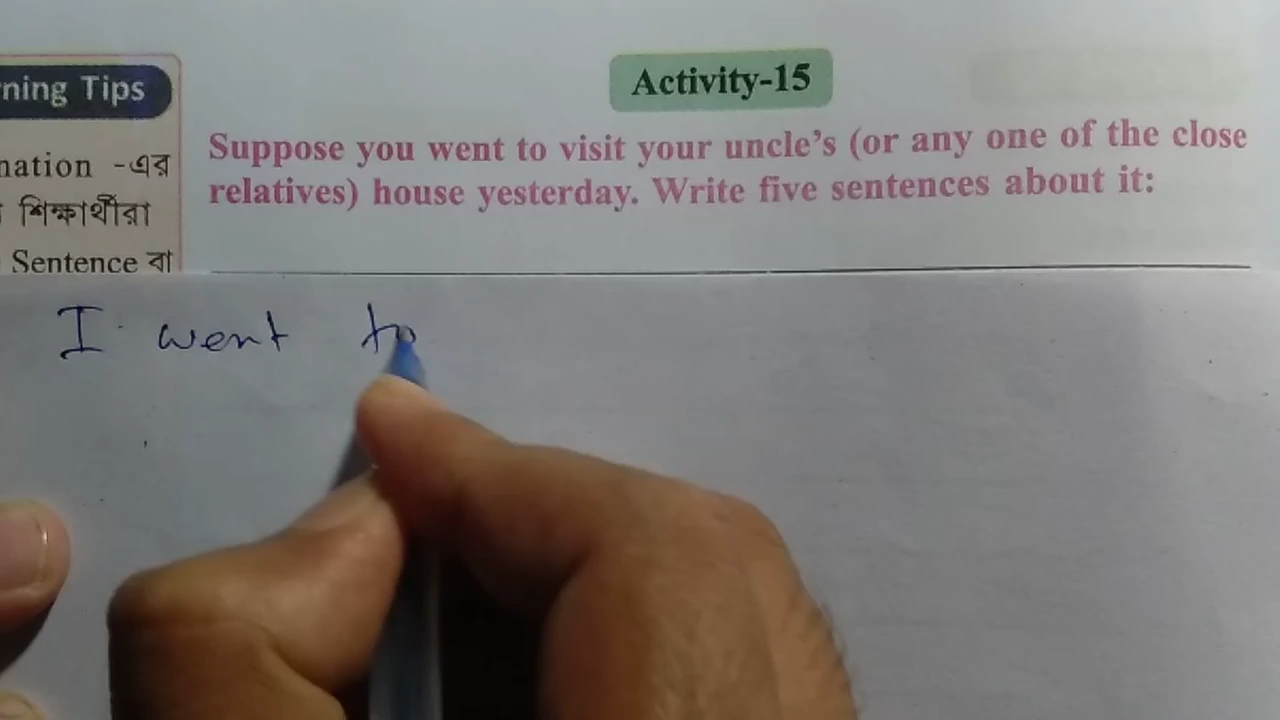 ning Tips
Activity-15
Suppose you went to visit your uncle's (or any one of the close
relatives) house yesterday. Write five sentences about it:
nation -এর
শিক্ষার্থীরা
Sentence বা
I went to